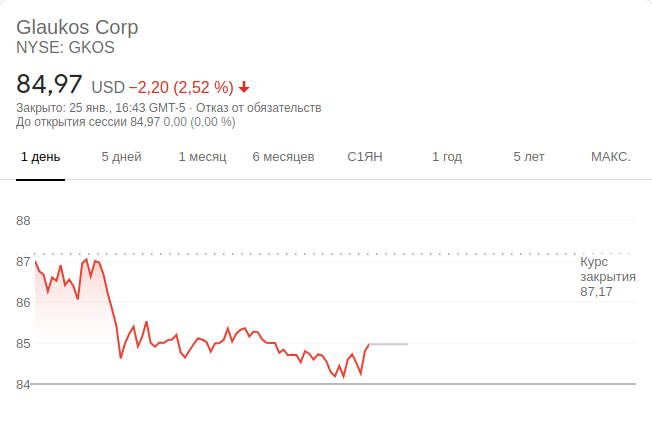 Glaukos Corp
NYSE: GKOS
84,97 USD −2,20 (2,52 %)
Закрыто: 25 янв., 16:43 GMT-5 · Отказ от обязательств
До открытия сессии 84,97 0,00 (0,00 %)
1 день 5 дней 1 месяц 6 месяцев С1ЯН 1 год 5 лет МАКС.
88
87
86
85
84
Курс
закрытия
87,17